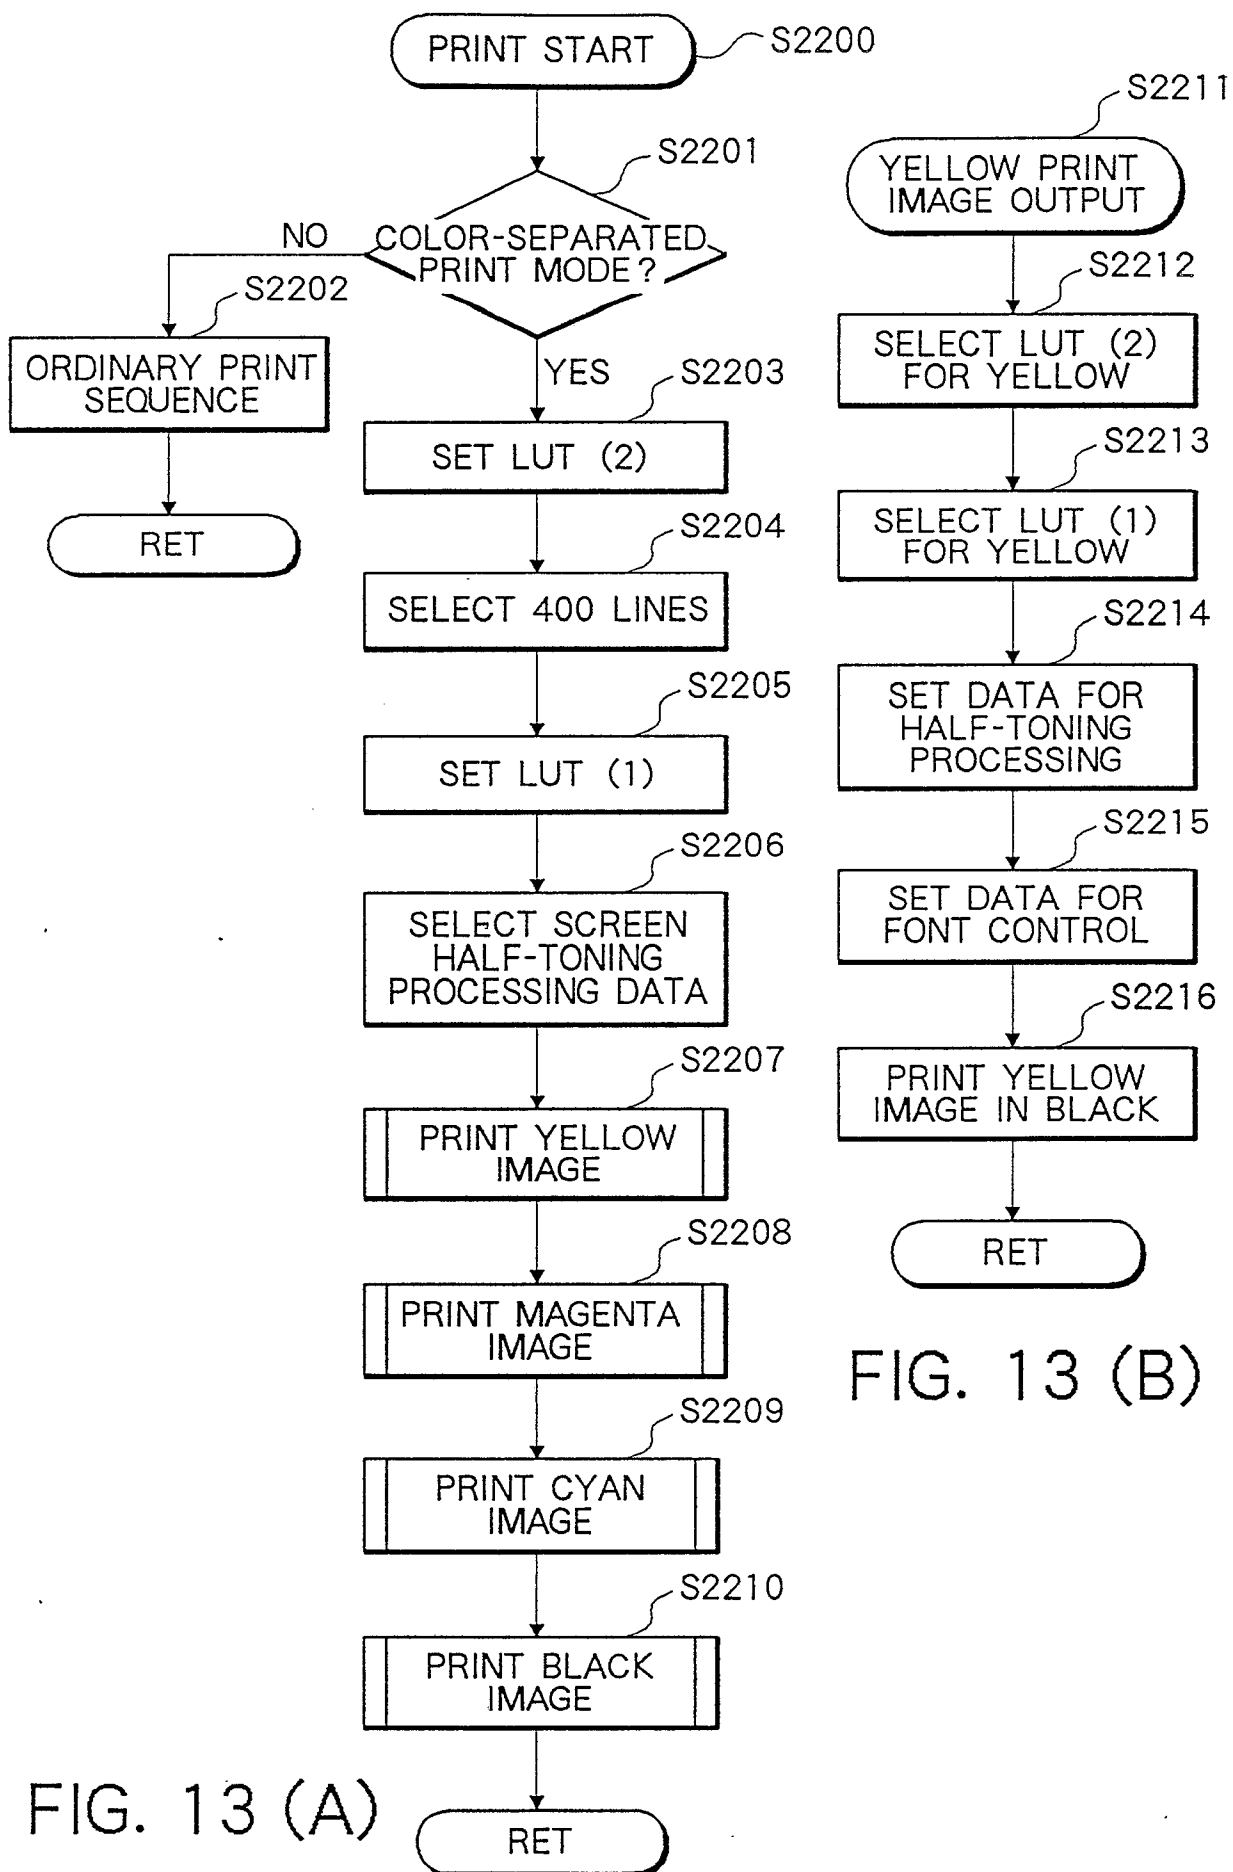 PRINT START
S2200
S2201
COLOR-SEPARATED
PRINT MODE?
NO
YES
S2202
ORDINARY PRINT
SEQUENCE
RET
S2203
SET LUT (2)
S2204
SELECT 400 LINES
S2205
SET LUT (1)
S2206
SELECT SCREEN
HALF-TONING
PROCESSING DATA
S2207
PRINT YELLOW
IMAGE
S2208
PRINT MAGENTA
IMAGE
S2209
PRINT CYAN
IMAGE
S2210
PRINT BLACK
IMAGE
RET
FIG. 13 (A)
S2211
YELLOW PRINT
IMAGE OUTPUT
S2212
SELECT LUT (2)
FOR YELLOW
S2213
SELECT LUT (1)
FOR YELLOW
S2214
SET DATA FOR
HALF-TONING
PROCESSING
S2215
SET DATA FOR
FONT CONTROL
S2216
PRINT YELLOW
IMAGE IN BLACK
RET
FIG. 13 (B)